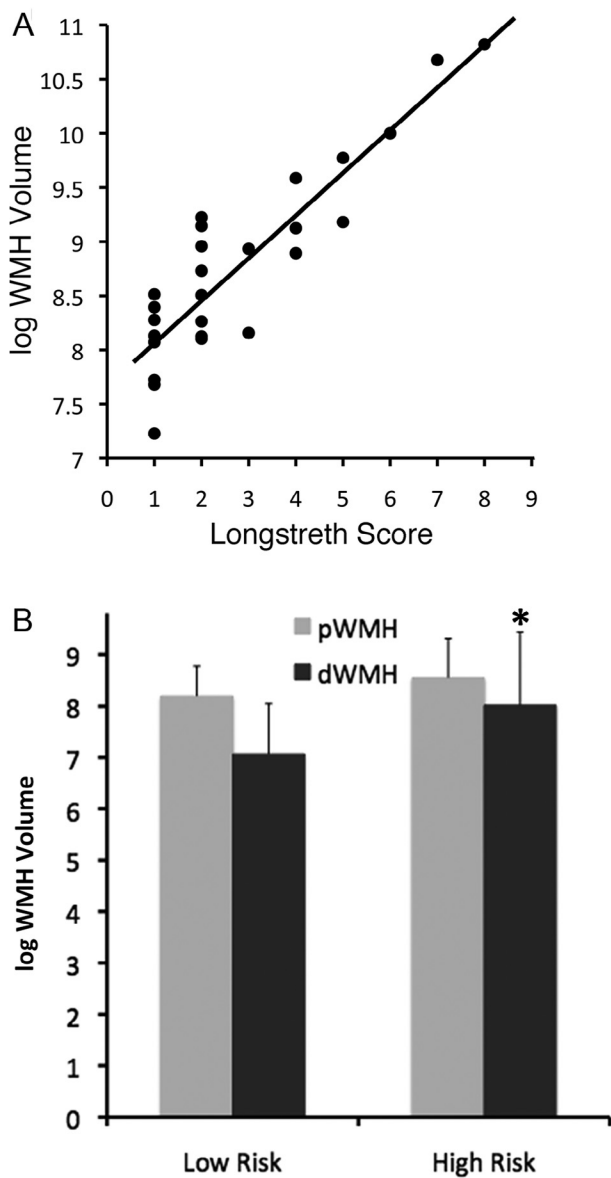 A
11
10.5
10
9.5
9
8.5
8
7.5
7
log WMH Volume
0 1 2 3 4 5 6 7 8 9
Longstreth Score
B
pWMH
dWMH
*
9
8
7
6
5
4
3
2
1
0
log WMH Volume
Low Risk High Risk